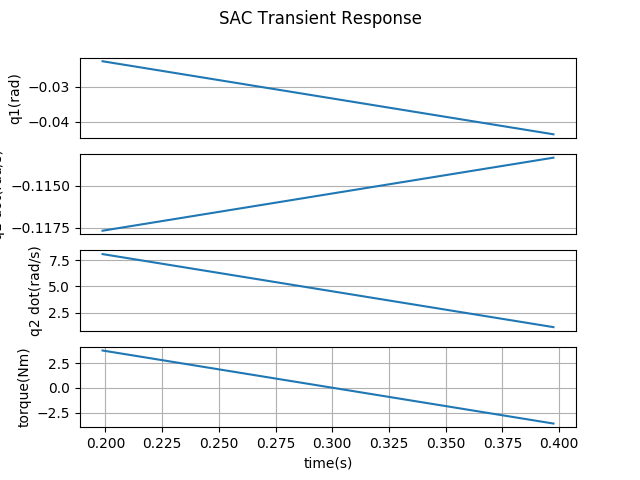 SAC Transient Response
q1(rad)
−0.03
−0.04
−0.1150
−0.1175
q2 dot(rad/s)
7.5
5.0
2.5
torque(Nm)
2.5
0.0
−2.5
0.200 0.225 0.250 0.275 0.300 0.325 0.350 0.375 0.400
time(s)